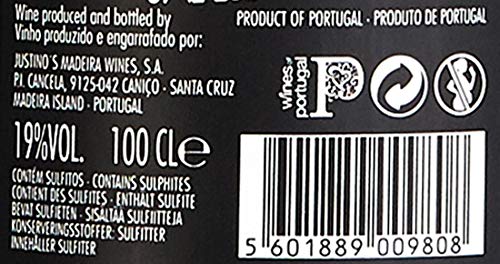 Wine produced and bottled by
Vinho produzido e engarrafado por:
JUSTINO'S MADEIRA WINES, S.A.
P.I. CANCELA, 9125-042 CANIÇO - SANTA CRUZ
MADEIRA ISLAND - PORTUGAL
19%VOL. 100 CLe
CONTÉM SULFITOS - CONTAINS SULPHITES
CONTIENT DES SULFITES - ENTHALT SULFITE
BEVAT SULFIETEN - SISÄLTÄÄ SULFIITTEJA
KONSERVERINGSSTOFFER: SULFITTER
INNEHÅLLER SULFITER
PRODUCT OF PORTUGAL - PRODUTO DE PORTUGAL
wines
portugal
P
5 601889 009808